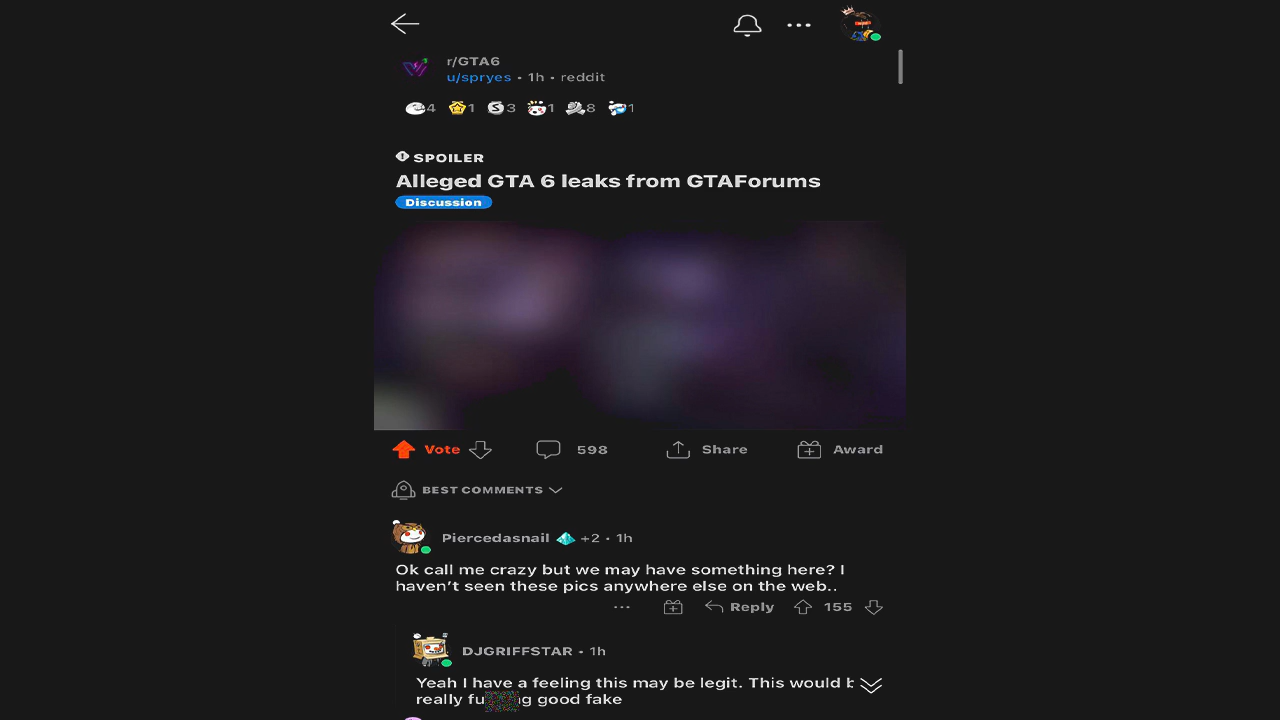 r/GTA6
u/spryes • 1h • reddit
4 1 3 1 8 1
SPOILER
Alleged GTA 6 leaks from GTAForums
Discussion
Vote 598 Share Award
BEST COMMENTS
Piercedasnail +2 • 1h
Ok call me crazy but we may have something here? I
haven't seen these pics anywhere else on the web..
... Reply 155
DJGRIFFSTAR • 1h
Yeah I have a feeling this may be legit. This would
really good fake